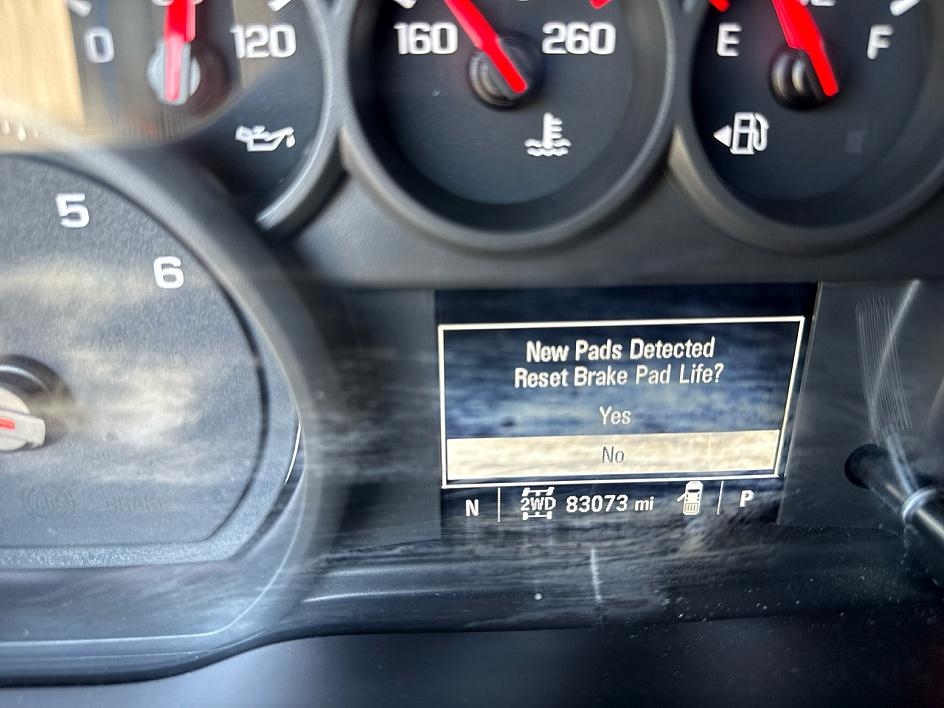 0 120
160 260
E F
5
6
New Pads Detected
Reset Brake Pad Life?
Yes
No
N 2WD 83073 mi P